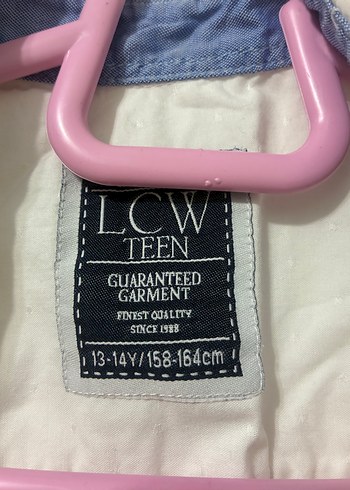 LCW
TEEN
GUARANTEED
GARMENT
FINEST QUALITY
SINCE 1988
13-14Y/158-164cm